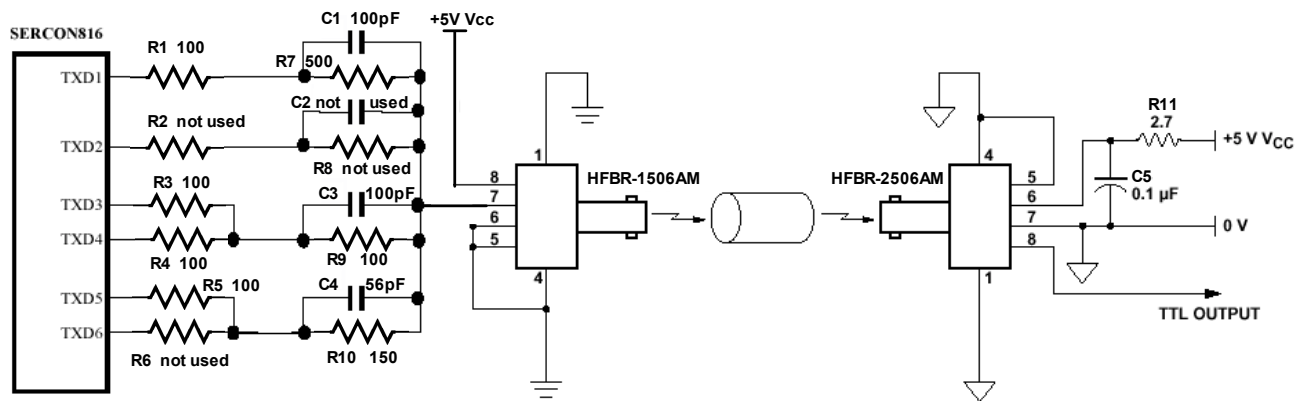 SERCON816
TXD1
TXD2
TXD3
TXD4
TXD5
TXD6
R1 100
R2 not used
R3 100
R4 100
R5 100
R6 not used
C1 100pF
R7 500
C2 not used
R8 not used
C3 100pF
R9 100
C4 56pF
R10 150
+5V Vcc
1
8
7
6
5
4
HFBR-1506AM
HFBR-2506AM
4
5
6
7
8
1
R11
2.7
+5 V VCC
C5
0.1 µF
0 V
TTL OUTPUT